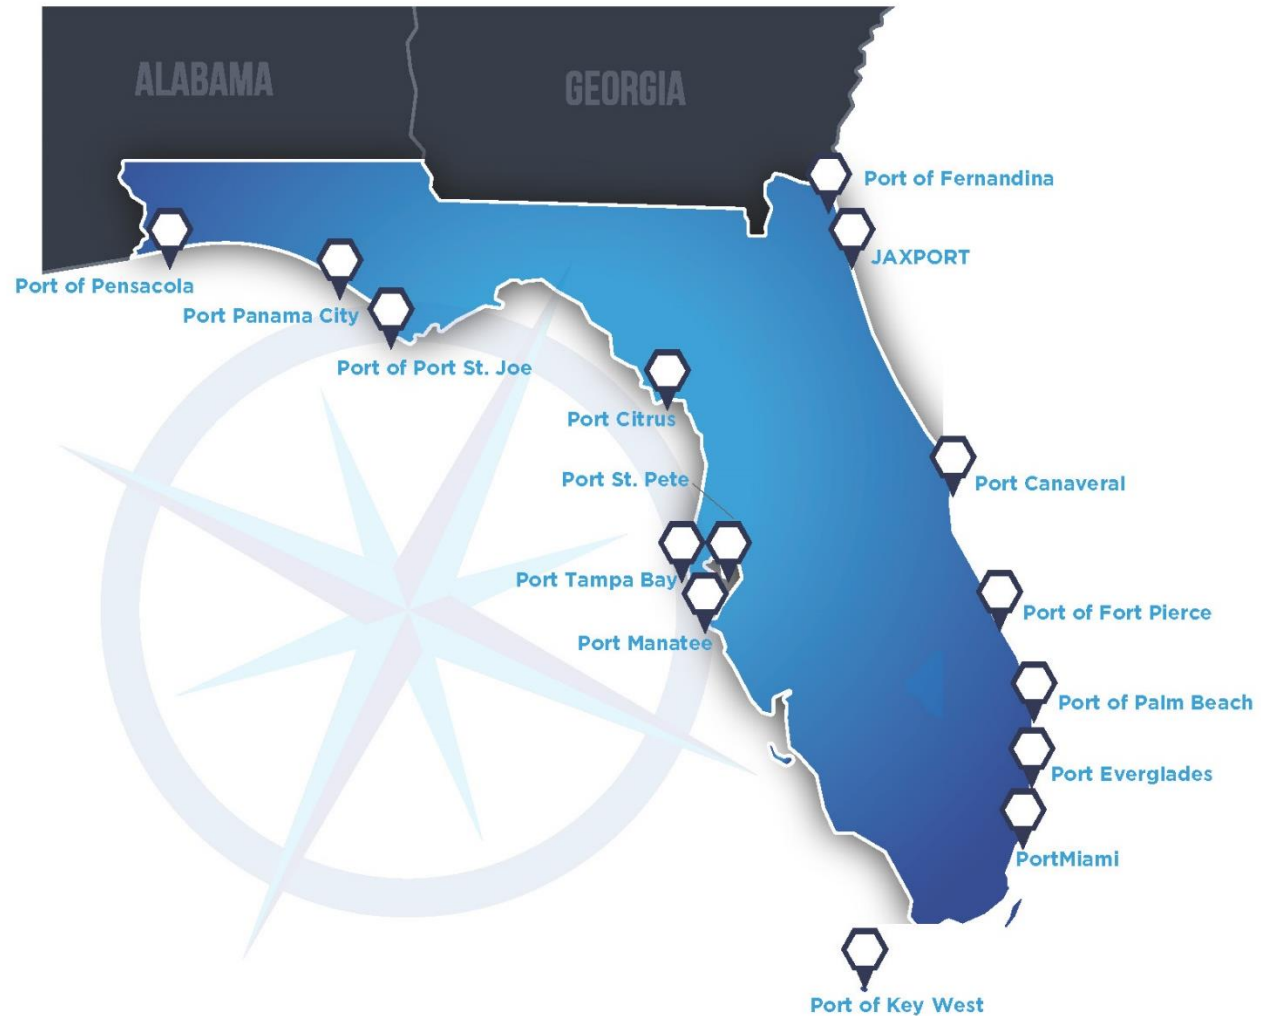 ALABAMA
GEORGIA
Port of Fernandina
JAXPORT
Port of Pensacola
Port Panama City
Port of Port St. Joe
Port Citrus
Port St. Pete
Port Canaveral
Port Tampa Bay
Port of Fort Pierce
Port Manatee
Port of Palm Beach
Port Everglades
PortMiami
Port of Key West